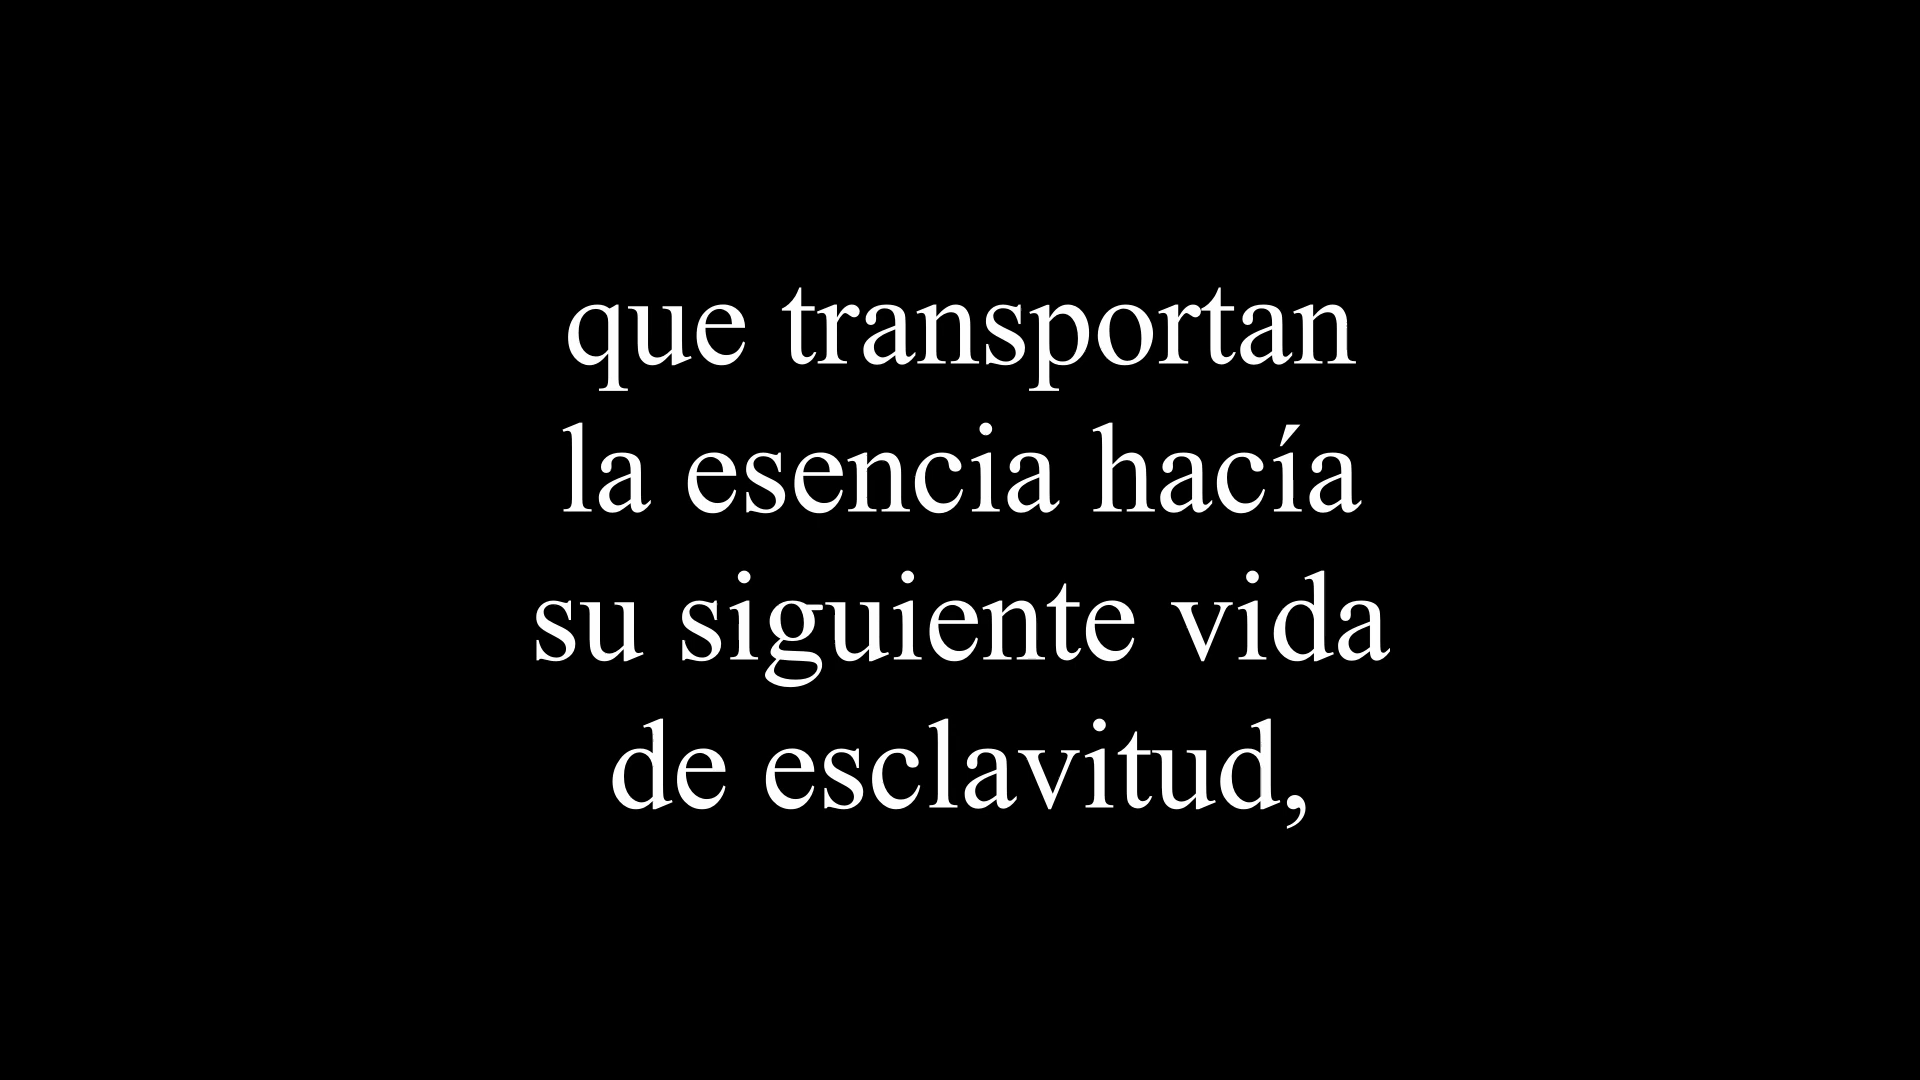 que transportan
la esencia hacía
su siguiente vida
de esclavitud,